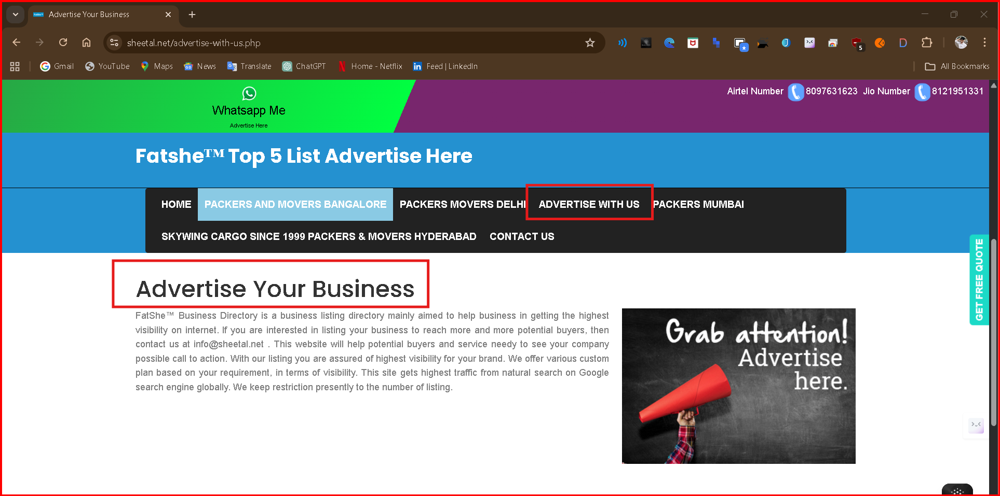 Advertise Your Business
sheetal.net/advertise-with-us.php
5
Gmail YouTube Maps News Translate ChatGPT Home - Netflix Feed | LinkedIn All Bookmarks
Whatsapp Me
Advertise Here
Airtel Number 8097631623 Jio Number 8121951331
Fatshe™ Top 5 List Advertise Here
HOME PACKERS AND MOVERS BANGALORE PACKERS MOVERS DELHI ADVERTISE WITH US PACKERS MUMBAI
SKYWING CARGO SINCE 1999 PACKERS & MOVERS HYDERABAD CONTACT US
GET FREE QUOTE
Advertise Your Business
FatShe™ Business Directory is a business listing directory mainly aimed to help business in getting the highest
visibility on internet. If you are interested in listing your business to reach more and more potential buyers, then
contact us at info@sheetal.net . This website will help potential buyers and service needy to see your company
possible call to action. With our listing you are assured of highest visibility for your brand. We offer various custom
plan based on your requirement, in terms of visibility. This site gets highest traffic from natural search on Google
search engine globally. We keep restriction presently to the number of listing.
Grab attention!
Advertise
here.